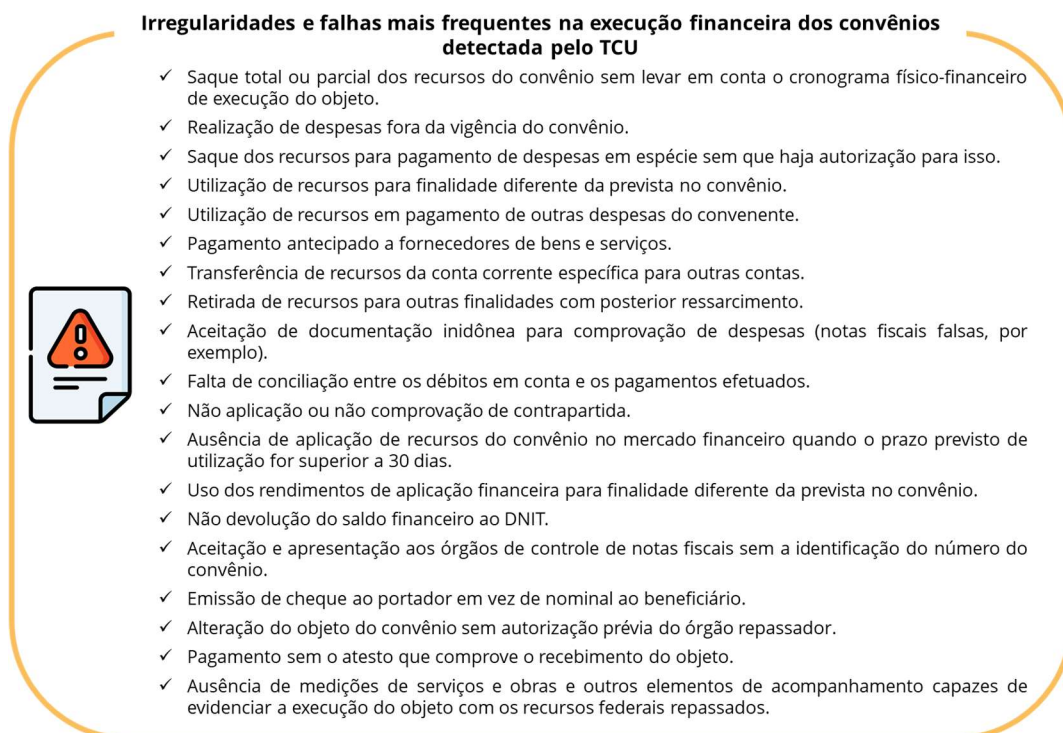 Irregularidades e falhas mais frequentes na execução financeira dos convênios
detectada pelo TCU
✓ Saque total ou parcial dos recursos do convênio sem levar em conta o cronograma físico-financeiro
de execução do objeto.
✓ Realização de despesas fora da vigência do convênio.
✓ Saque dos recursos para pagamento de despesas em espécie sem que haja autorização para isso.
✓ Utilização de recursos para finalidade diferente da prevista no convênio.
✓ Utilização de recursos em pagamento de outras despesas do convenente.
✓ Pagamento antecipado a fornecedores de bens e serviços.
✓ Transferência de recursos da conta corrente específica para outras contas.
✓ Retirada de recursos para outras finalidades com posterior ressarcimento.
✓ Aceitação de documentação inidônea para comprovação de despesas (notas fiscais falsas, por
exemplo).
✓ Falta de conciliação entre os débitos em conta e os pagamentos efetuados.
✓ Não aplicação ou não comprovação de contrapartida.
✓ Ausência de aplicação de recursos do convênio no mercado financeiro quando o prazo previsto de
utilização for superior a 30 dias.
✓ Uso dos rendimentos de aplicação financeira para finalidade diferente da prevista no convênio.
✓ Não devolução do saldo financeiro ao DNIT.
✓ Aceitação e apresentação aos órgãos de controle de notas fiscais sem a identificação do número do
convênio.
✓ Emissão de cheque ao portador em vez de nominal ao beneficiário.
✓ Alteração do objeto do convênio sem autorização prévia do órgão repassador.
✓ Pagamento sem o atesto que comprove o recebimento do objeto.
✓ Ausência de medições de serviços e obras e outros elementos de acompanhamento capazes de
evidenciar a execução do objeto com os recursos federais repassados.